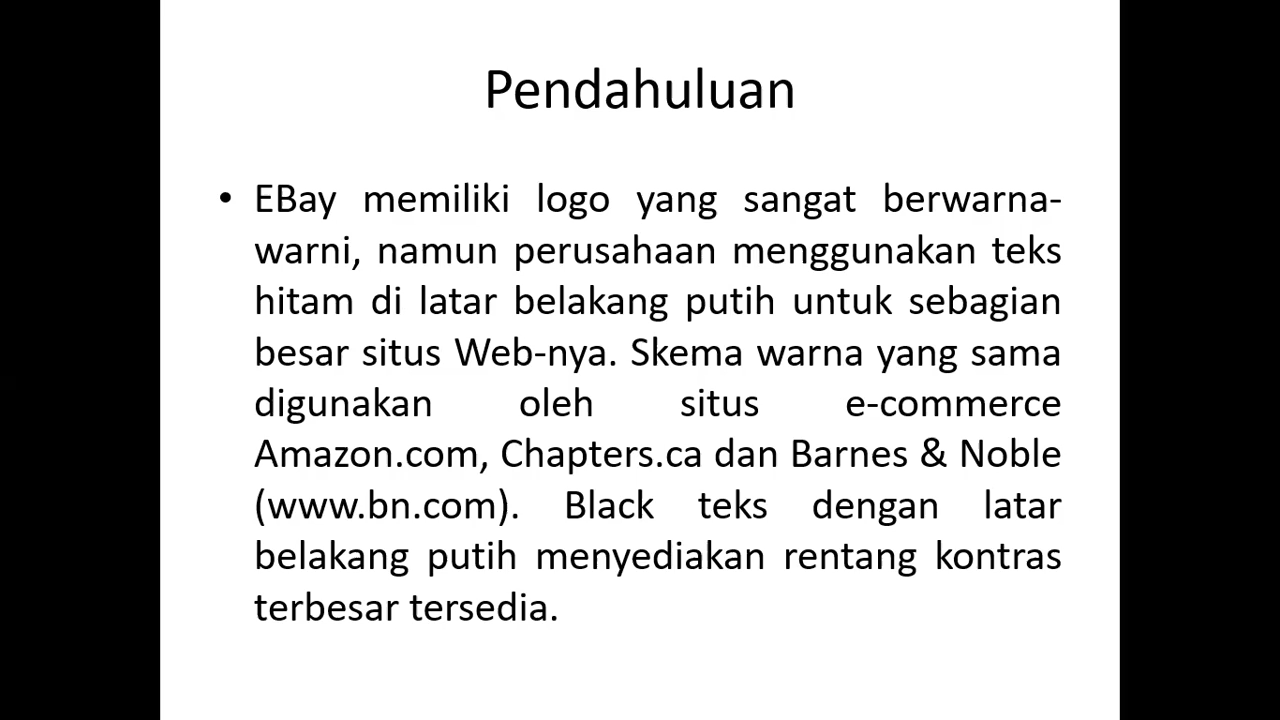 Pendahuluan
• EBay memiliki logo yang sangat berwarna-
warni, namun perusahaan menggunakan teks
hitam di latar belakang putih untuk sebagian
besar situs Web-nya. Skema warna yang sama
digunakan oleh situs e-commerce
Amazon.com, Chapters.ca dan Barnes & Noble
(www.bn.com). Black teks dengan latar
belakang putih menyediakan rentang kontras
terbesar tersedia.